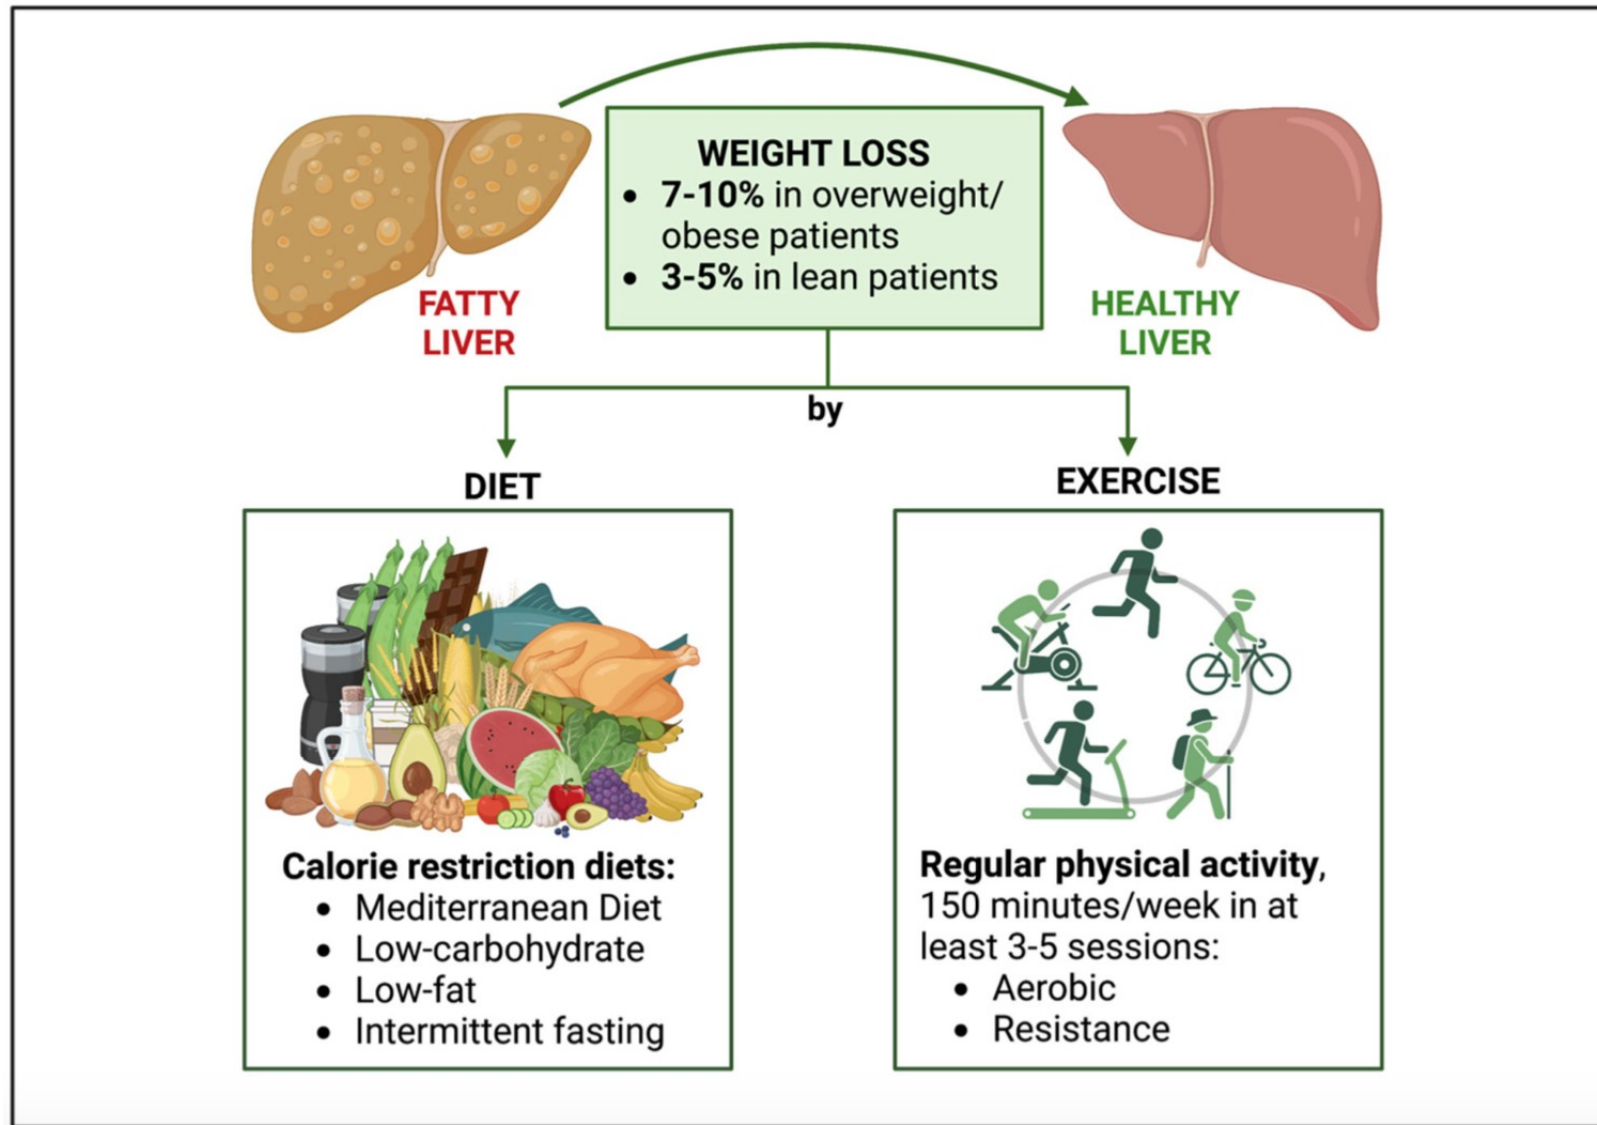 WEIGHT LOSS
• 7-10% in overweight/
obese patients
• 3-5% in lean patients
FATTY
LIVER
HEALTHY
LIVER
by
DIET
EXERCISE
Calorie restriction diets:
• Mediterranean Diet
• Low-carbohydrate
• Low-fat
• Intermittent fasting
Regular physical activity,
150 minutes/week in at
least 3-5 sessions:
• Aerobic
• Resistance